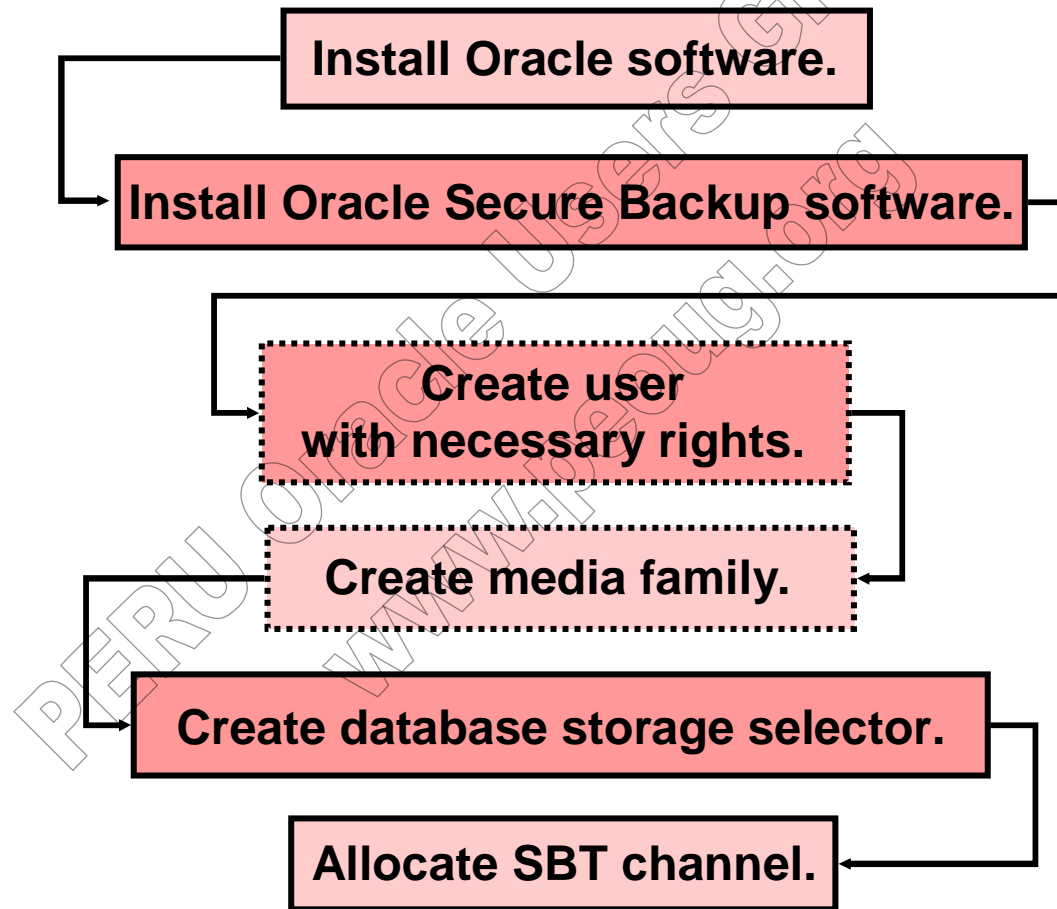 Install Oracle software.
Install Oracle Secure Backup software.
Create user
with necessary rights.
Create media family.
Create database storage selector.
Allocate SBT channel.
PERU Oracle Users
www.peoug.org